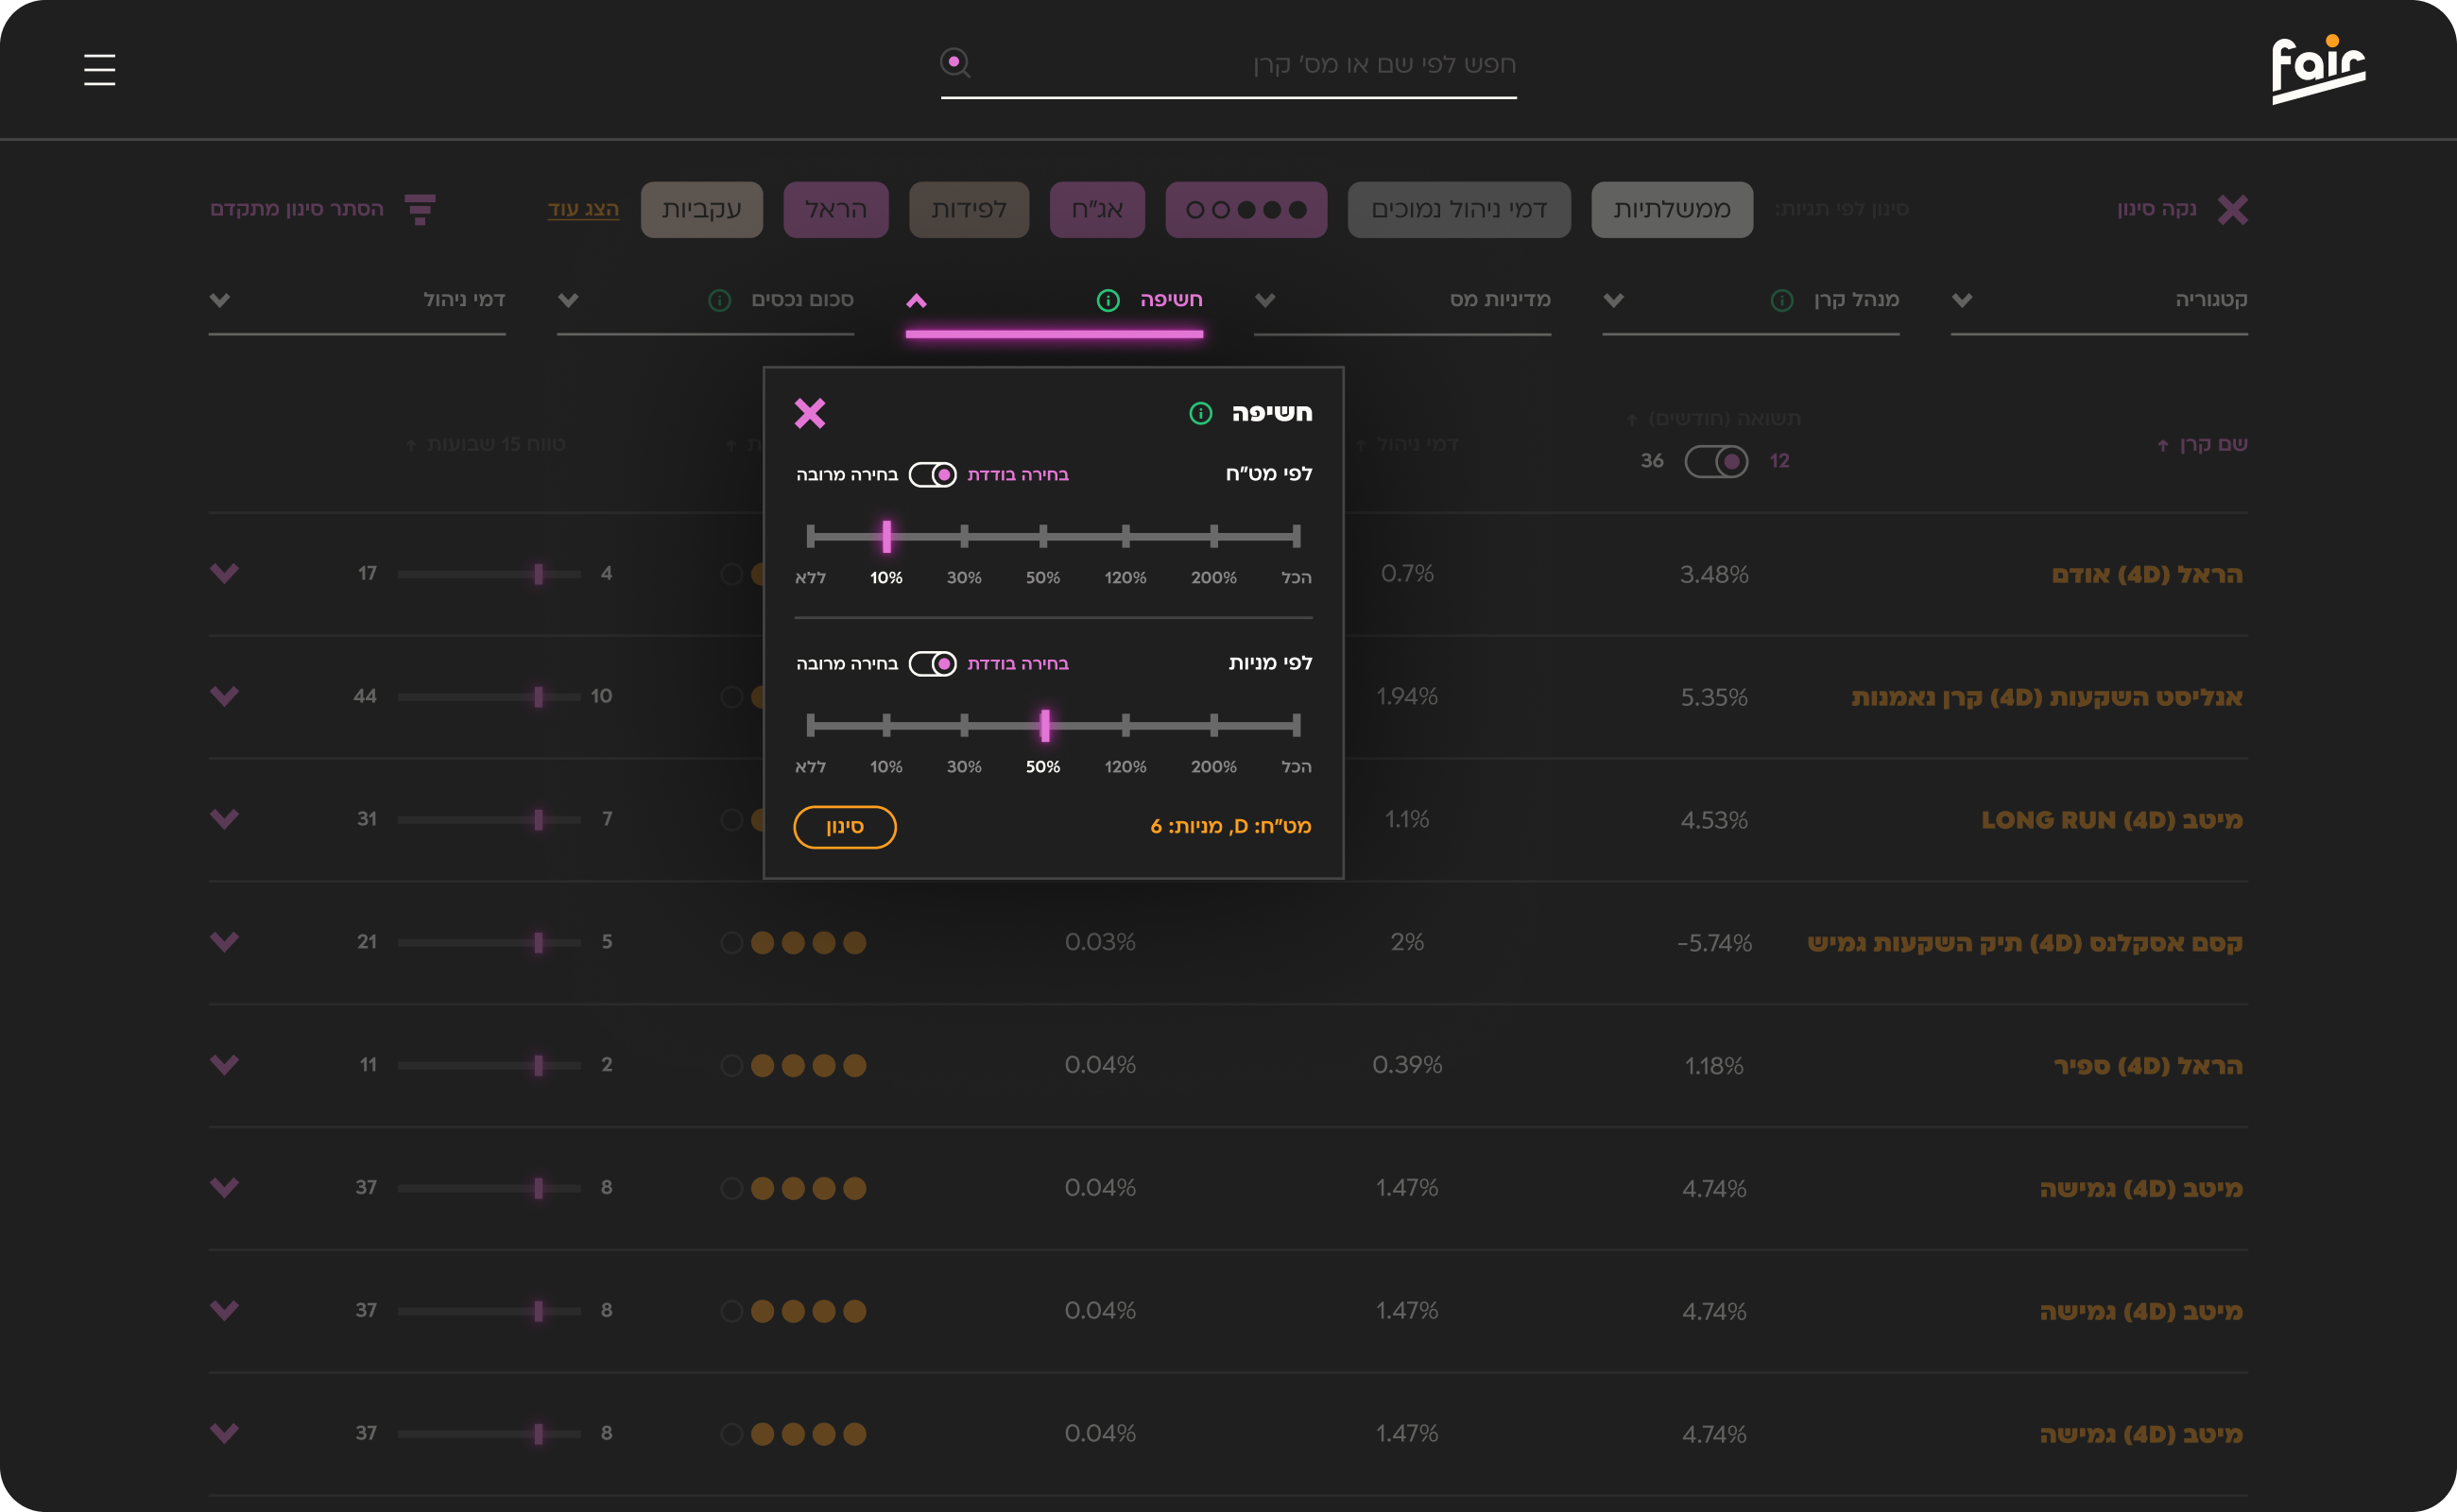 fair
חפש לפי שם או מס' קרן
נקה סינון
סינון לפי תגיות:
ממשלתיות
דמי ניהול נמוכים
אג"ח
לפידות
הראל
עקביות
הצג עוד
הסתר סינון מתקדם
קטגוריה
מנהל קרן
מדיניות מס
חשיפה
סכום נכסים
דמי ניהול
שם קרן
תשואה (חודשים)
12 36
דמי ניהול
טווח 15 שבועות
חשיפה
לפי מט"ח
בחירה בודדת בחירה מרובה
הכל 200% 120% 50% 30% 10% ללא
לפי מניות
בחירה בודדת בחירה מרובה
הכל 200% 120% 50% 30% 10% ללא
מט"ח: D, מניות: 6
סינון
הראל (4D) אודם 3.48% 0.7% 4 17
אנליסט השקעות (4D) קרן נאמנות 5.35% 1.94% 10 44
מיטב (4D) LONG RUN 4.53% 1.1% 7 31
קסם אסקלנס (4D) תיק השקעות גמיש -5.74% 2% 0.03% 5 21
הראל (4D) ספיר 1.18% 0.39% 0.04% 2 11
מיטב (4D) גמישה 4.74% 1.47% 0.04% 8 37
מיטב (4D) גמישה 4.74% 1.47% 0.04% 8 37
מיטב (4D) גמישה 4.74% 1.47% 0.04% 8 37